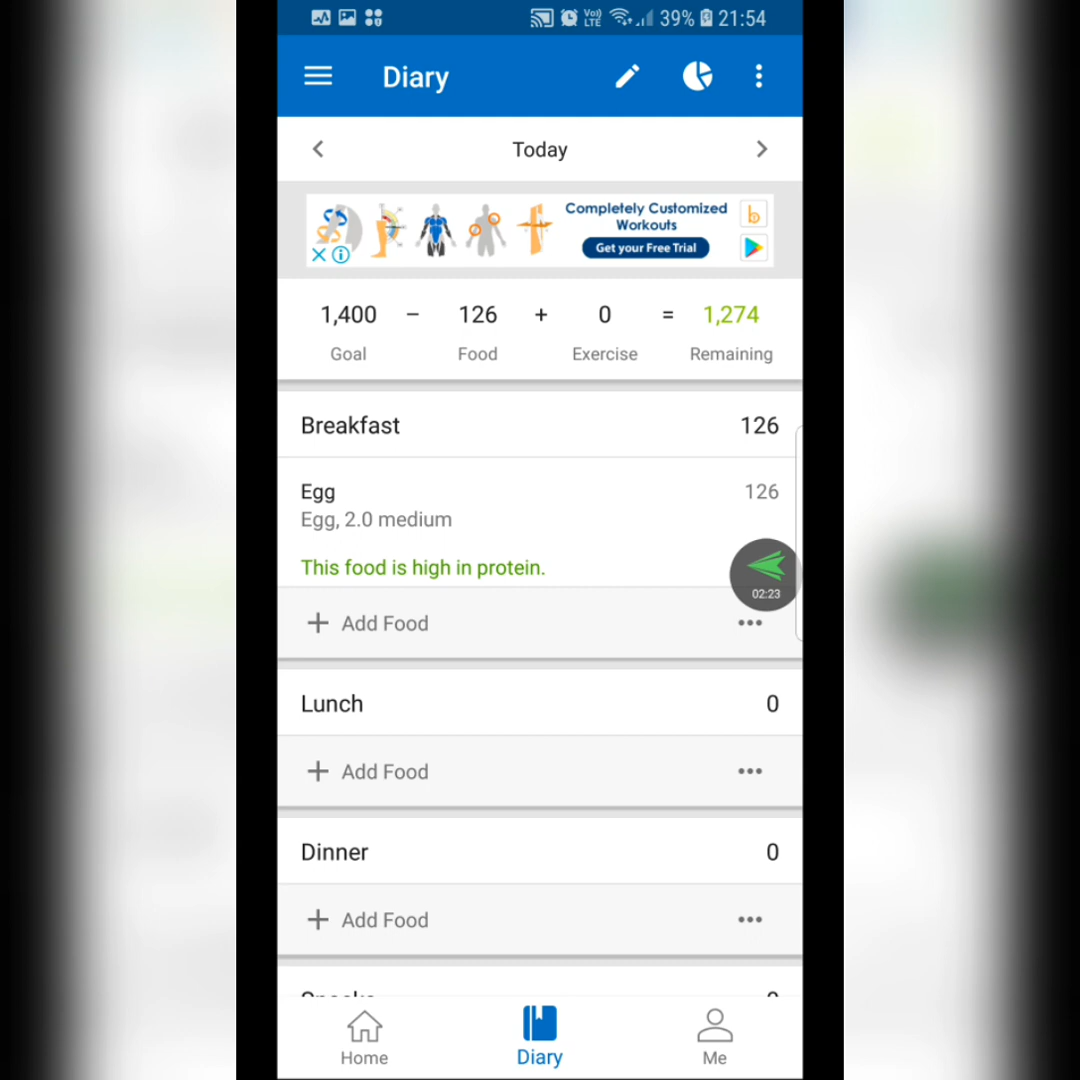 Vo)) LTE 39% 21:54
Diary
Today
Completely Customized
Workouts
Get your Free Trial
1,400 − 126 + 0 = 1,274
Goal Food Exercise Remaining
Breakfast 126
Egg 126
Egg, 2.0 medium
This food is high in protein.
02:23
+ Add Food
Lunch 0
+ Add Food
Dinner 0
+ Add Food
Home Diary Me